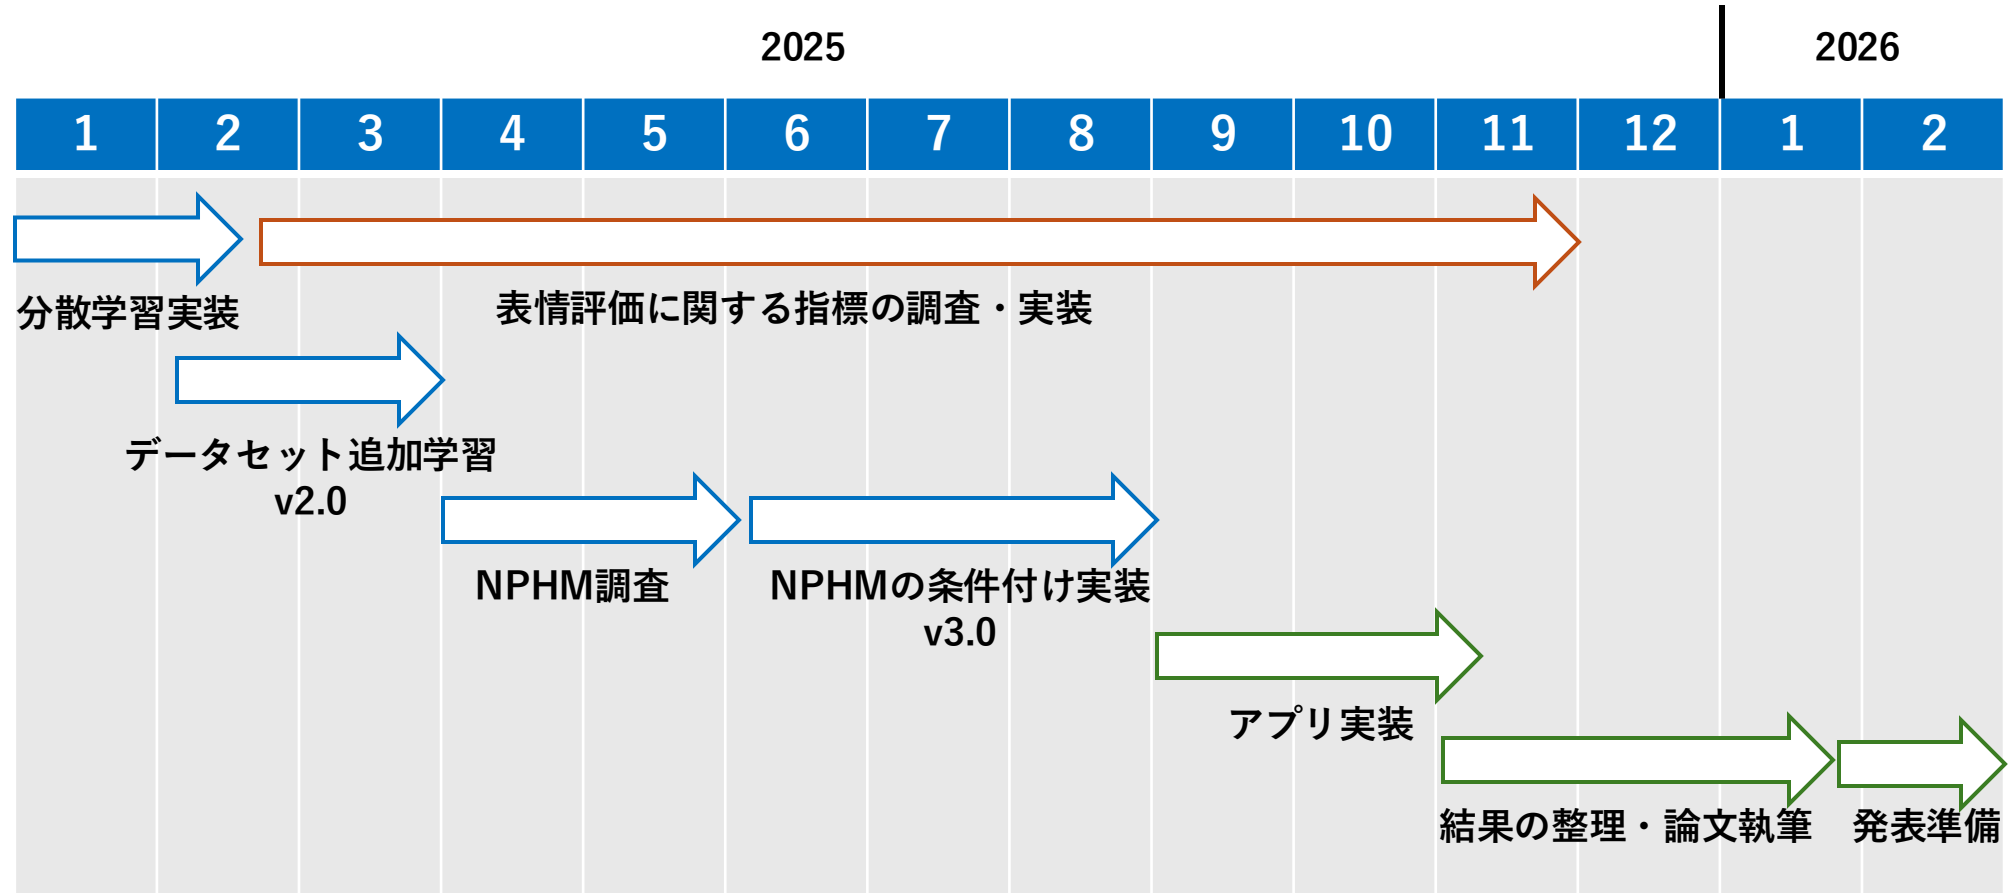 2025
2026
1 2 3 4 5 6 7 8 9 10 11 12 1 2
分散学習実装
表情評価に関する指標の調査・実装
データセット追加学習
v2.0
NPHM調査
NPHMの条件付け実装
v3.0
アプリ実装
結果の整理・論文執筆
発表準備